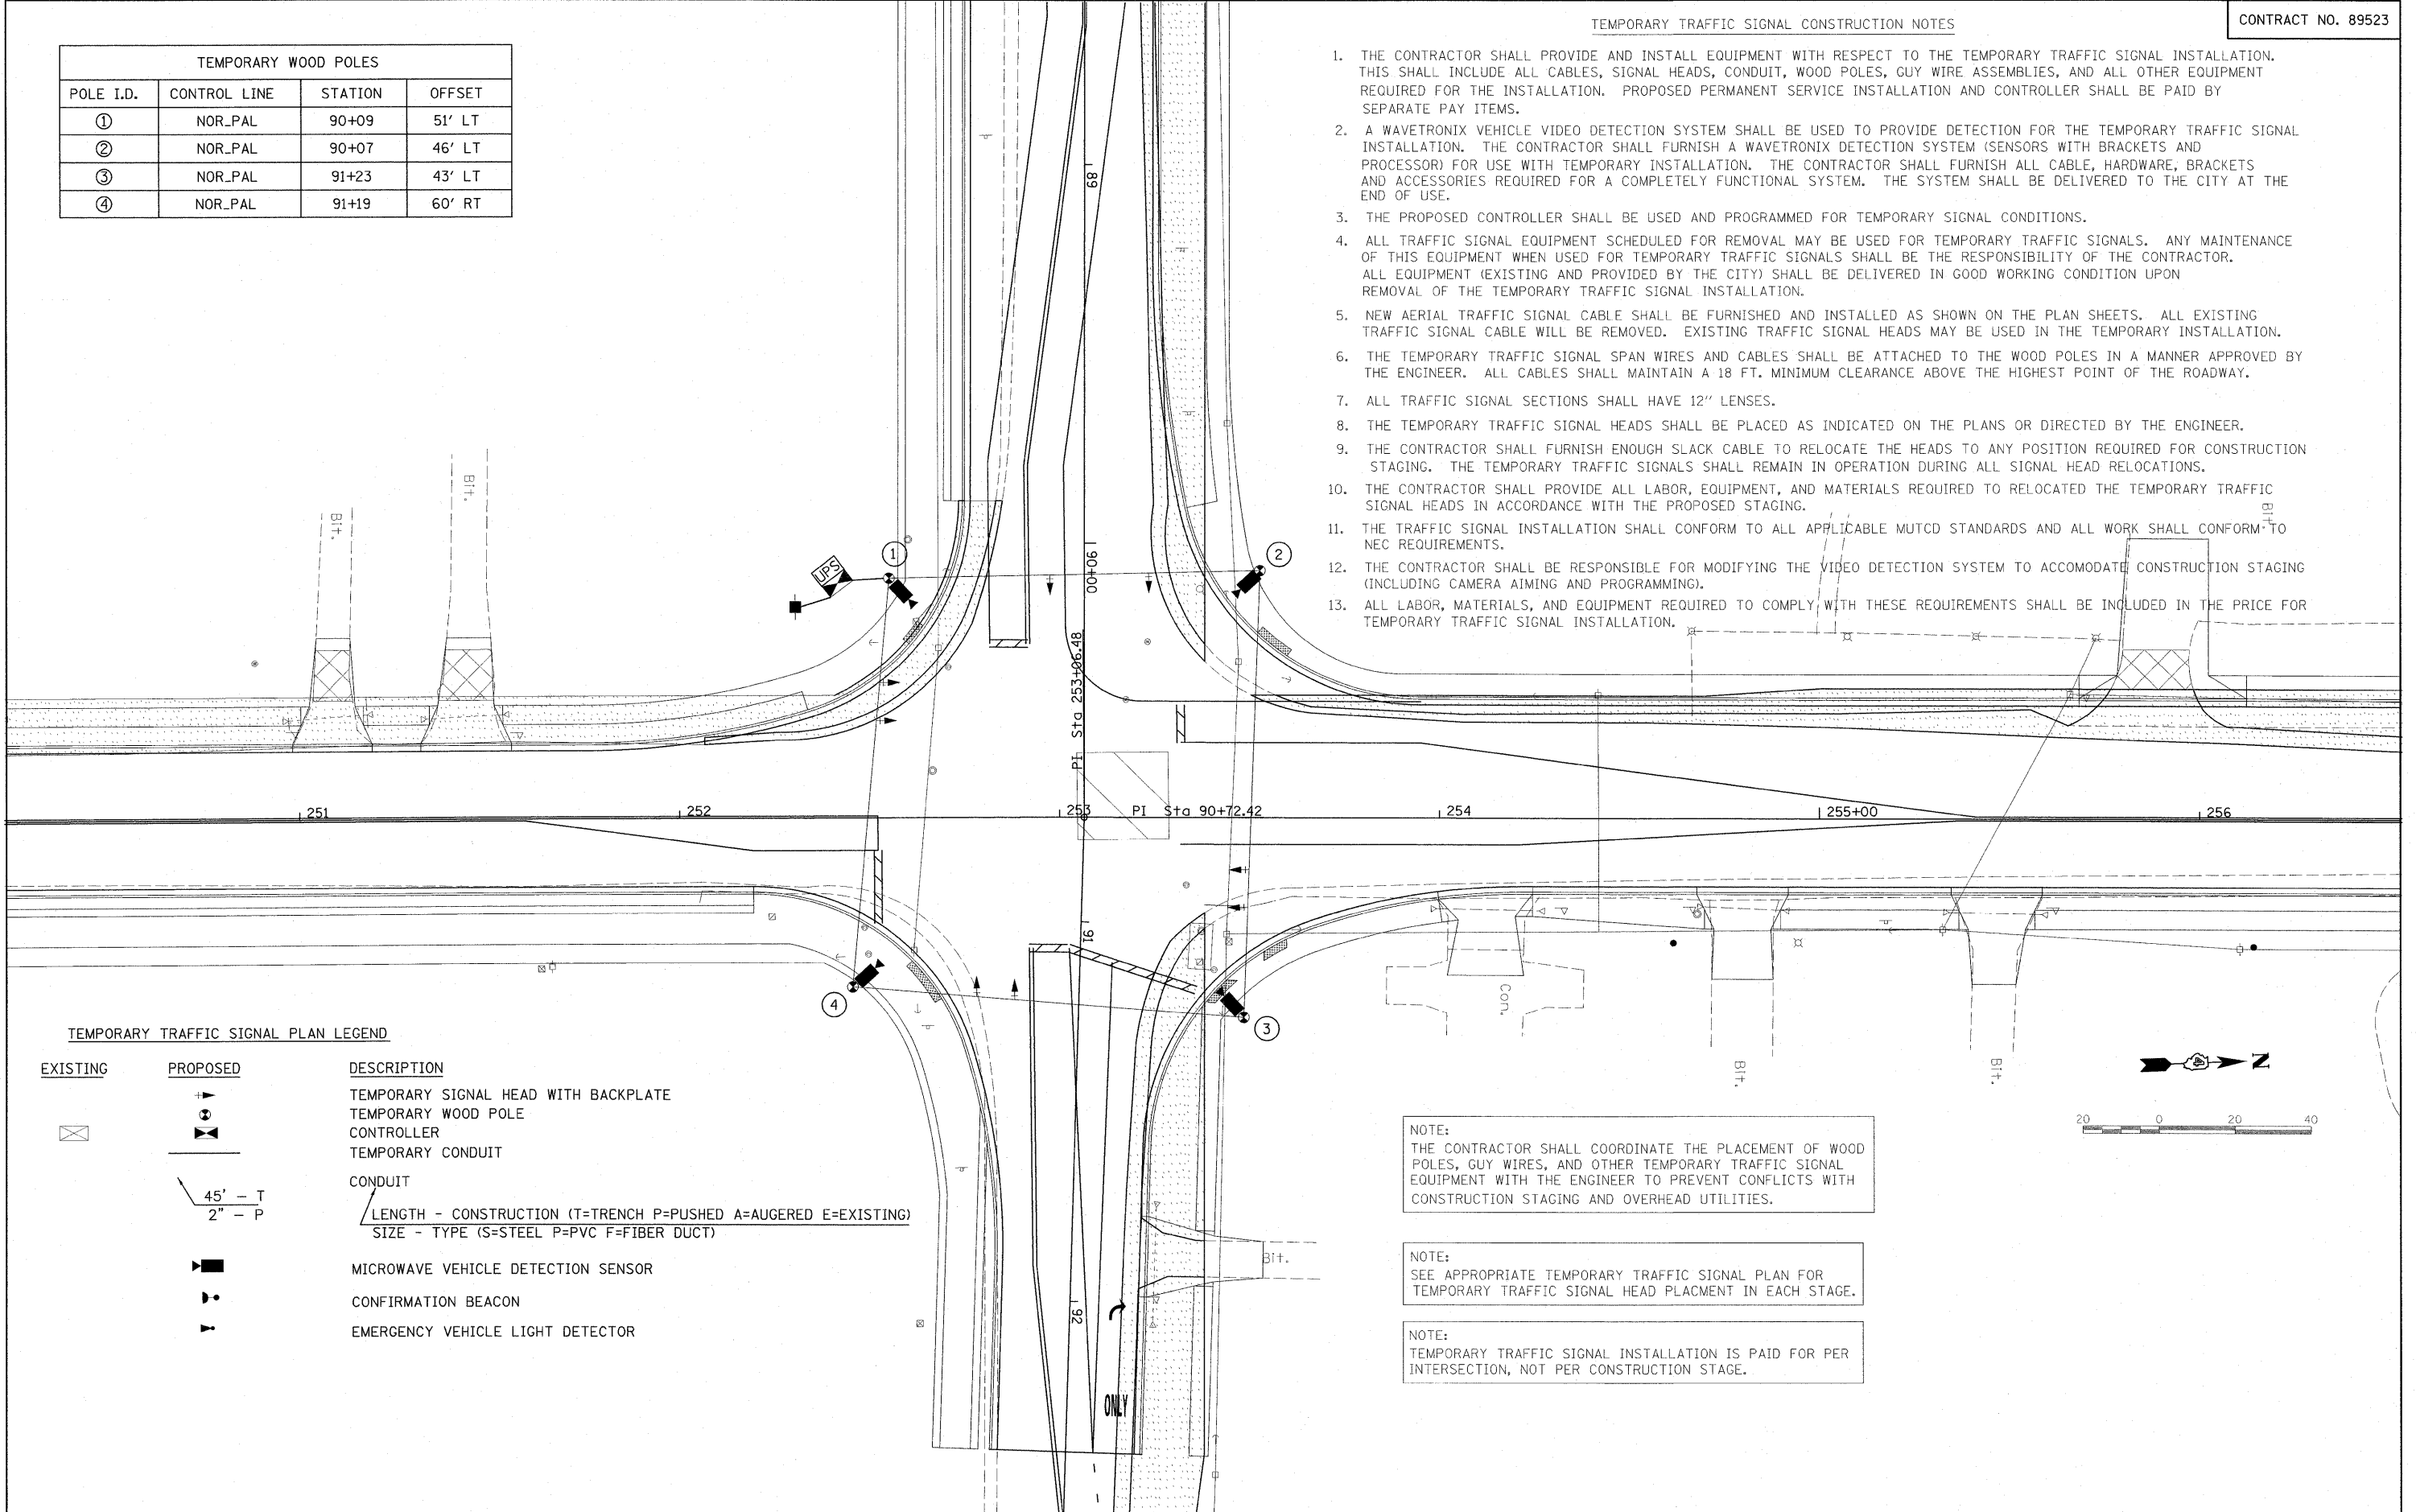 CONTRACT NO. 89523
TEMPORARY WOOD POLES
POLE I.D. CONTROL LINE STATION OFFSET
1 NOR_PAL 90+09 51' LT
2 NOR_PAL 90+07 46' LT
3 NOR_PAL 91+23 43' LT
4 NOR_PAL 91+19 60' RT
TEMPORARY TRAFFIC SIGNAL CONSTRUCTION NOTES
1. THE CONTRACTOR SHALL PROVIDE AND INSTALL EQUIPMENT WITH RESPECT TO THE TEMPORARY TRAFFIC SIGNAL INSTALLATION.
THIS SHALL INCLUDE ALL CABLES, SIGNAL HEADS, CONDUIT, WOOD POLES, GUY WIRE ASSEMBLIES, AND ALL OTHER EQUIPMENT
REQUIRED FOR THE INSTALLATION. PROPOSED PERMANENT SERVICE INSTALLATION AND CONTROLLER SHALL BE PAID BY
SEPARATE PAY ITEMS.
2. A WAVETRONIX VEHICLE VIDEO DETECTION SYSTEM SHALL BE USED TO PROVIDE DETECTION FOR THE TEMPORARY TRAFFIC SIGNAL
INSTALLATION. THE CONTRACTOR SHALL FURNISH A WAVETRONIX DETECTION SYSTEM (SENSORS WITH BRACKETS AND
PROCESSOR) FOR USE WITH TEMPORARY INSTALLATION. THE CONTRACTOR SHALL FURNISH ALL CABLE, HARDWARE, BRACKETS
AND ACCESSORIES REQUIRED FOR A COMPLETELY FUNCTIONAL SYSTEM. THE SYSTEM SHALL BE DELIVERED TO THE CITY AT THE
END OF USE.
3. THE PROPOSED CONTROLLER SHALL BE USED AND PROGRAMMED FOR TEMPORARY SIGNAL CONDITIONS.
4. ALL TRAFFIC SIGNAL EQUIPMENT SCHEDULED FOR REMOVAL MAY BE USED FOR TEMPORARY TRAFFIC SIGNALS. ANY MAINTENANCE
OF THIS EQUIPMENT WHEN USED FOR TEMPORARY TRAFFIC SIGNALS SHALL BE THE RESPONSIBILITY OF THE CONTRACTOR.
ALL EQUIPMENT (EXISTING AND PROVIDED BY THE CITY) SHALL BE DELIVERED IN GOOD WORKING CONDITION UPON
REMOVAL OF THE TEMPORARY TRAFFIC SIGNAL INSTALLATION.
5. NEW AERIAL TRAFFIC SIGNAL CABLE SHALL BE FURNISHED AND INSTALLED AS SHOWN ON THE PLAN SHEETS. ALL EXISTING
TRAFFIC SIGNAL CABLE WILL BE REMOVED. EXISTING TRAFFIC SIGNAL HEADS MAY BE USED IN THE TEMPORARY INSTALLATION.
6. THE TEMPORARY TRAFFIC SIGNAL SPAN WIRES AND CABLES SHALL BE ATTACHED TO THE WOOD POLES IN A MANNER APPROVED BY
THE ENGINEER. ALL CABLES SHALL MAINTAIN A 18 FT. MINIMUM CLEARANCE ABOVE THE HIGHEST POINT OF THE ROADWAY.
7. ALL TRAFFIC SIGNAL SECTIONS SHALL HAVE 12" LENSES.
8. THE TEMPORARY TRAFFIC SIGNAL HEADS SHALL BE PLACED AS INDICATED ON THE PLANS OR DIRECTED BY THE ENGINEER.
9. THE CONTRACTOR SHALL FURNISH ENOUGH SLACK CABLE TO RELOCATE THE HEADS TO ANY POSITION REQUIRED FOR CONSTRUCTION
STAGING. THE TEMPORARY TRAFFIC SIGNALS SHALL REMAIN IN OPERATION DURING ALL SIGNAL HEAD RELOCATIONS.
10. THE CONTRACTOR SHALL PROVIDE ALL LABOR, EQUIPMENT, AND MATERIALS REQUIRED TO RELOCATED THE TEMPORARY TRAFFIC
SIGNAL HEADS IN ACCORDANCE WITH THE PROPOSED STAGING.
11. THE TRAFFIC SIGNAL INSTALLATION SHALL CONFORM TO ALL APPLICABLE MUTCD STANDARDS AND ALL WORK SHALL CONFORM TO
NEC REQUIREMENTS.
12. THE CONTRACTOR SHALL BE RESPONSIBLE FOR MODIFYING THE VIDEO DETECTION SYSTEM TO ACCOMODATE CONSTRUCTION STAGING
(INCLUDING CAMERA AIMING AND PROGRAMMING).
13. ALL LABOR, MATERIALS, AND EQUIPMENT REQUIRED TO COMPLY WITH THESE REQUIREMENTS SHALL BE INCLUDED IN THE PRICE FOR
TEMPORARY TRAFFIC SIGNAL INSTALLATION.
89
Bit.
Bit.
Bit.
1
2
UPS
90+00
PI Sta 253+06.48
251
252
253
PI Sta 90+72.42
254
255+00
256
91
4
3
Con.
Bit.
Bit.
N
20 0 20 40
Bit.
92
ONLY
TEMPORARY TRAFFIC SIGNAL PLAN LEGEND
EXISTING PROPOSED DESCRIPTION
TEMPORARY SIGNAL HEAD WITH BACKPLATE
TEMPORARY WOOD POLE
CONTROLLER
TEMPORARY CONDUIT
CONDUIT
45' - T
2" - P
LENGTH - CONSTRUCTION (T=TRENCH P=PUSHED A=AUGERED E=EXISTING)
SIZE - TYPE (S=STEEL P=PVC F=FIBER DUCT)
MICROWAVE VEHICLE DETECTION SENSOR
CONFIRMATION BEACON
EMERGENCY VEHICLE LIGHT DETECTOR
NOTE:
THE CONTRACTOR SHALL COORDINATE THE PLACEMENT OF WOOD
POLES, GUY WIRES, AND OTHER TEMPORARY TRAFFIC SIGNAL
EQUIPMENT WITH THE ENGINEER TO PREVENT CONFLICTS WITH
CONSTRUCTION STAGING AND OVERHEAD UTILITIES.
NOTE:
SEE APPROPRIATE TEMPORARY TRAFFIC SIGNAL PLAN FOR
TEMPORARY TRAFFIC SIGNAL HEAD PLACMENT IN EACH STAGE.
NOTE:
TEMPORARY TRAFFIC SIGNAL INSTALLATION IS PAID FOR PER
INTERSECTION, NOT PER CONSTRUCTION STAGE.